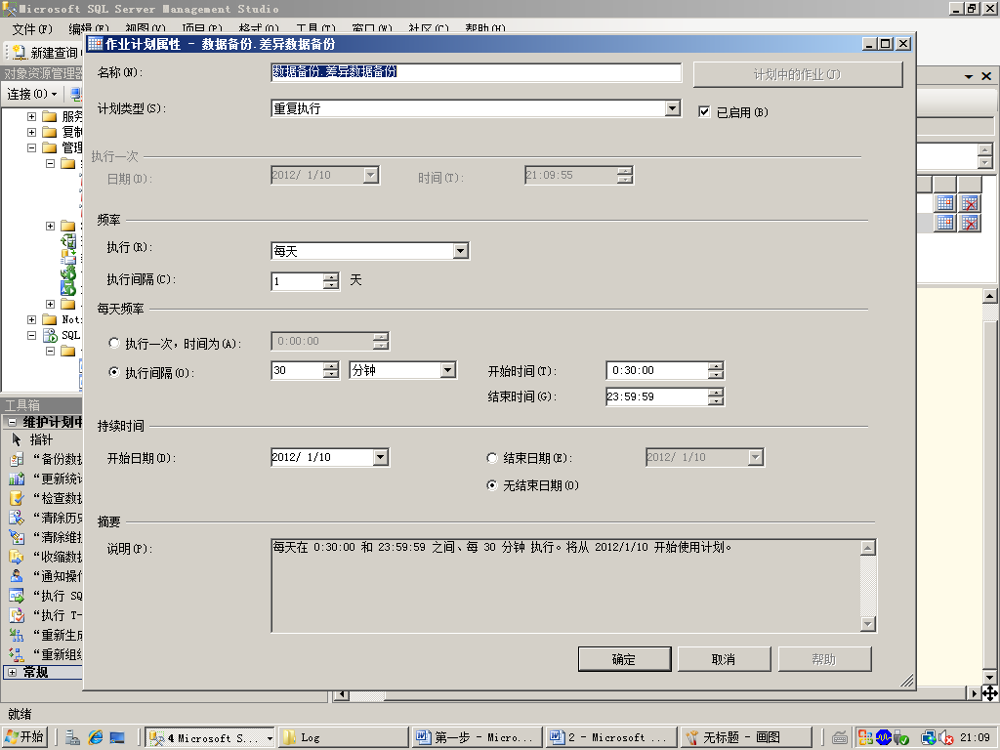 Microsoft SQL Server Management Studio
文件(F) 编辑(E) 视图(V) 项目(P) 格式(O) 工具(T) 窗口(W) 社区(C) 帮助(H)
新建查询
作业计划属性 - 数据备份.差异数据备份
对象资源管理器
连接(O)
服务
复制
管理
Not
SQL
名称(N):
数据备份.差异数据备份
计划中的作业(J)
计划类型(S):
重复执行
已启用(B)
执行一次
日期(D):
2012/ 1/10
时间(T):
21:09:55
频率
执行(R):
每天
执行间隔(C):
1
天
每天频率
执行一次，时间为(A):
0:00:00
执行间隔(O):
30
分钟
开始时间(T):
0:30:00
结束时间(G):
23:59:59
持续时间
开始日期(D):
2012/ 1/10
结束日期(E):
2012/ 1/10
无结束日期(O)
摘要
说明(P):
每天在 0:30:00 和 23:59:59 之间、每 30 分钟 执行。将从 2012/1/10 开始使用计划。
确定
取消
帮助
工具箱
维护计划中
指针
“备份数据
“更新统计
“检查数据
“清除历史
“清除维护
“收缩数据
“通知操作
“执行 SQ
“执行 T-
“重新生成
“重新组织
常规
就绪
开始
4 Microsoft S...
Log
第一步 - Micro...
2 - Microsoft ...
无标题 - 画图
21:09